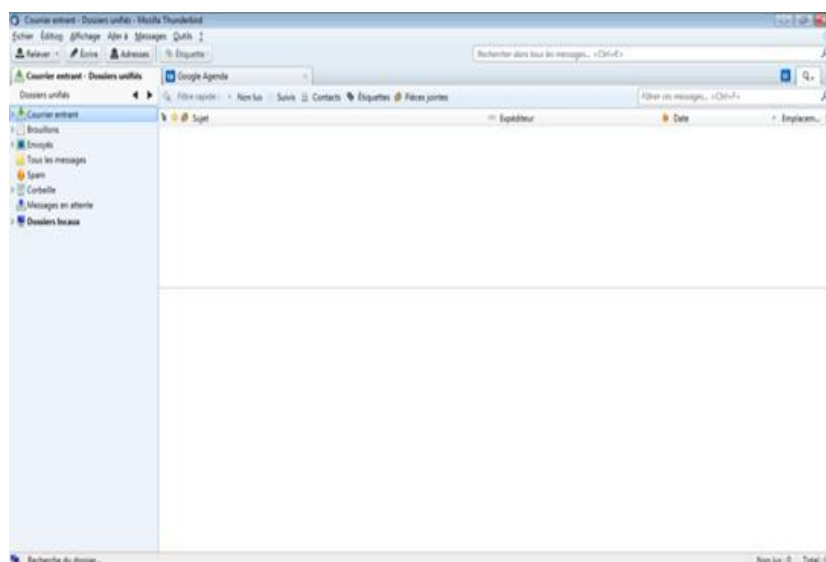 Courrier entrant - Dossiers unifiés - Mozilla Thunderbird
Fichier Édition Affichage Aller à Messages Outils ?
Relever Écrire Adresses Étiquette Rechercher dans tous les messages... <Ctrl+K>
Courrier entrant - Dossiers unifiés Google Agenda
Dossiers unifiés Filtre rapide : Non lus Suivis Contacts Étiquettes Pièces jointes Filtrer ces messages... <Ctrl+F>
Courrier entrant Sujet Expéditeur Date Emplacem...
Brouillons
Envoyés
Tous les messages
Spam
Corbeille
Messages en attente
Dossiers locaux
Recherche du dossier... Non lus : 0 Total :